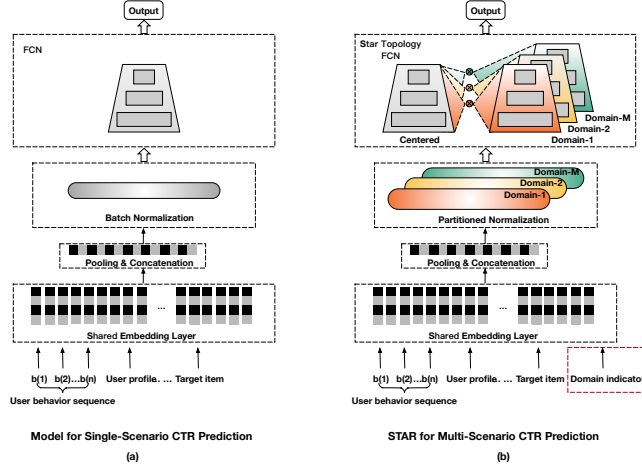 Output
FCN
Batch Normalization
Pooling & Concatenation
...
Shared Embedding Layer
b(1) b(2)...b(n) User profile... ... Target item
User behavior sequence
Model for Single-Scenario CTR Prediction
(a)
Output
Star Topology
FCN
Centered
Domain-M
Domain-2
Domain-1
Domain-M
Domain-2
Domain-1
Partitioned Normalization
Pooling & Concatenation
...
Shared Embedding Layer
b(1) b(2)...b(n) User profile... ... Target item Domain indicator
User behavior sequence
STAR for Multi-Scenario CTR Prediction
(b)